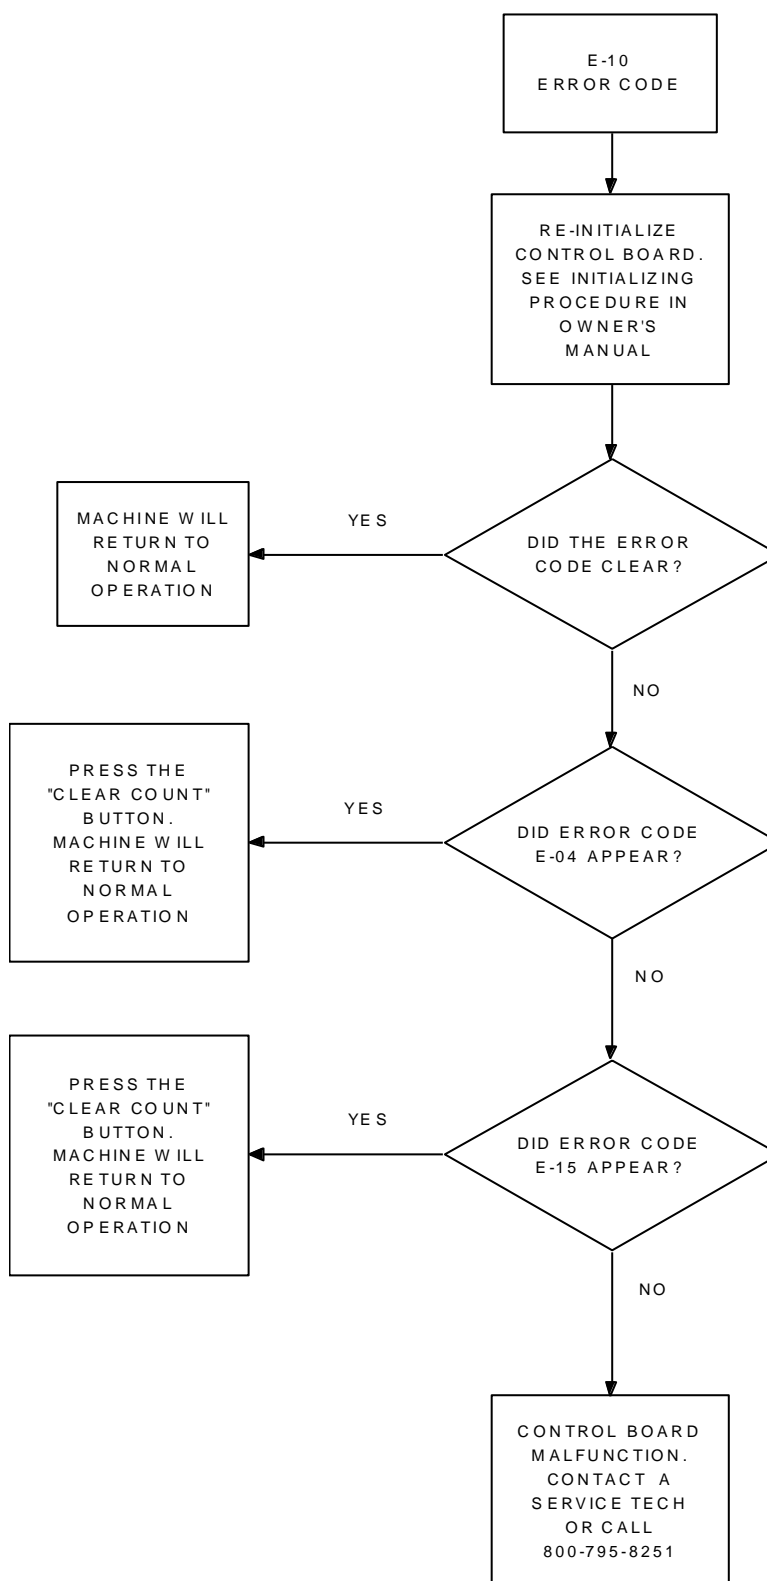 E-10
ERROR CODE
RE-INITIALIZE
CONTROL BOARD.
SEE INITIALIZING
PROCEDURE IN
OWNER'S
MANUAL
DID THE ERROR
CODE CLEAR?
YES
MACHINE WILL
RETURN TO
NORMAL
OPERATION
NO
DID ERROR CODE
E-04 APPEAR?
YES
PRESS THE
"CLEAR COUNT"
BUTTON.
MACHINE WILL
RETURN TO
NORMAL
OPERATION
NO
DID ERROR CODE
E-15 APPEAR?
YES
PRESS THE
"CLEAR COUNT"
BUTTON.
MACHINE WILL
RETURN TO
NORMAL
OPERATION
NO
CONTROL BOARD
MALFUNCTION.
CONTACT A
SERVICE TECH
OR CALL
800-795-8251